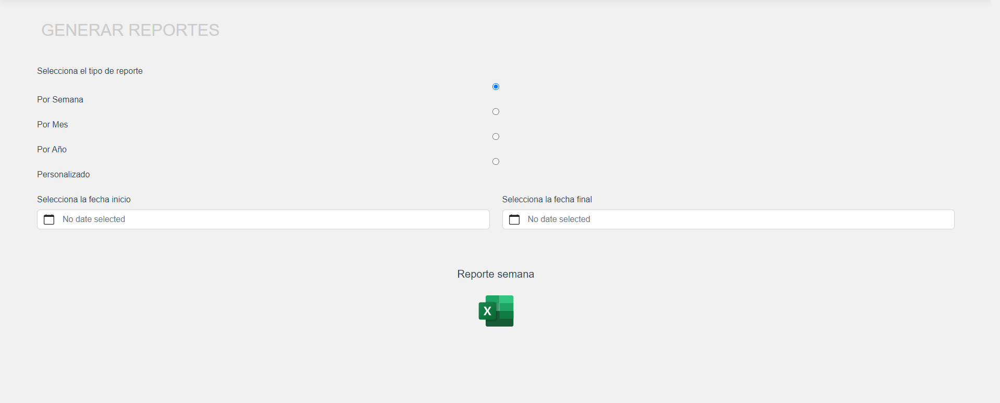 GENERAR REPORTES
Selecciona el tipo de reporte
Por Semana
Por Mes
Por Año
Personalizado
Selecciona la fecha inicio
Selecciona la fecha final
No date selected
No date selected
Reporte semana
X